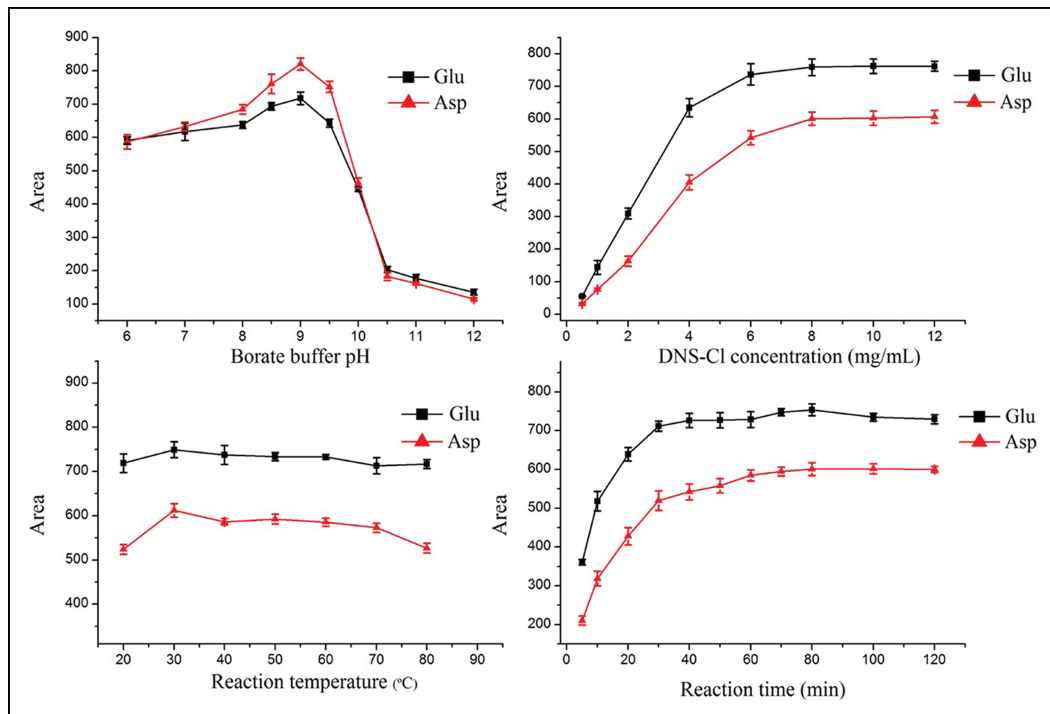 900
800
700
600
500
400
300
200
100
Area
Glu
Asp
6 7 8 9 10 11 12
Borate buffer pH
800
700
600
500
400
300
200
100
0
Area
Glu
Asp
0 2 4 6 8 10 12
DNS-Cl concentration (mg/mL)
900
800
700
600
500
400
Area
Glu
Asp
20 30 40 50 60 70 80 90
Reaction temperature (°C)
800
700
600
500
400
300
200
Area
Glu
Asp
0 20 40 60 80 100 120
Reaction time (min)